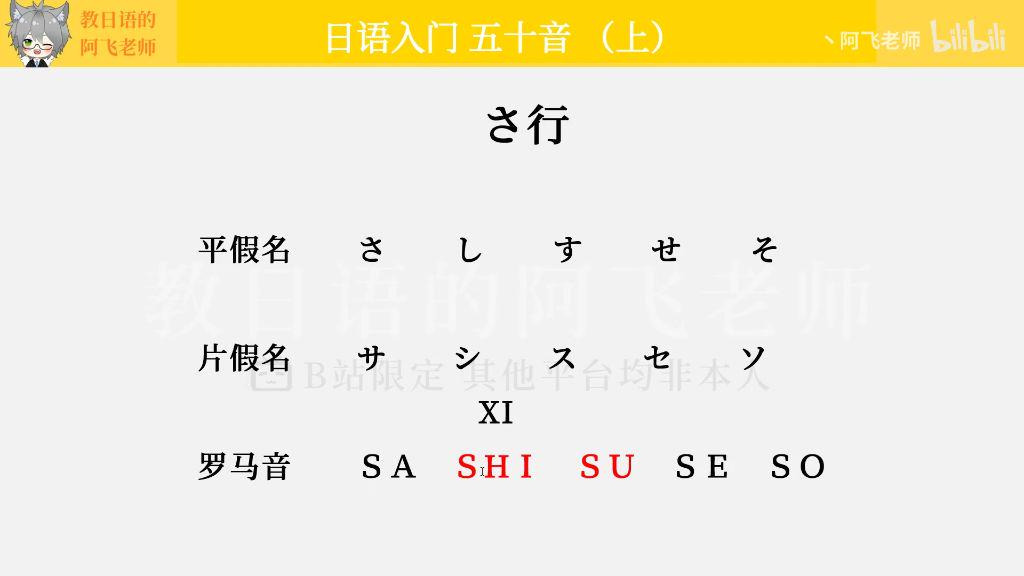 教日语的
阿飞老师
日语入门 五十音 （上）
丶阿飞老师 bilibili
さ行
平假名 さ し す せ そ
教日语的阿飞老师
片假名 サ シ ス セ ソ
B站限定 其他平台均非本人
XI
罗马音 SA SHI SU SE SO